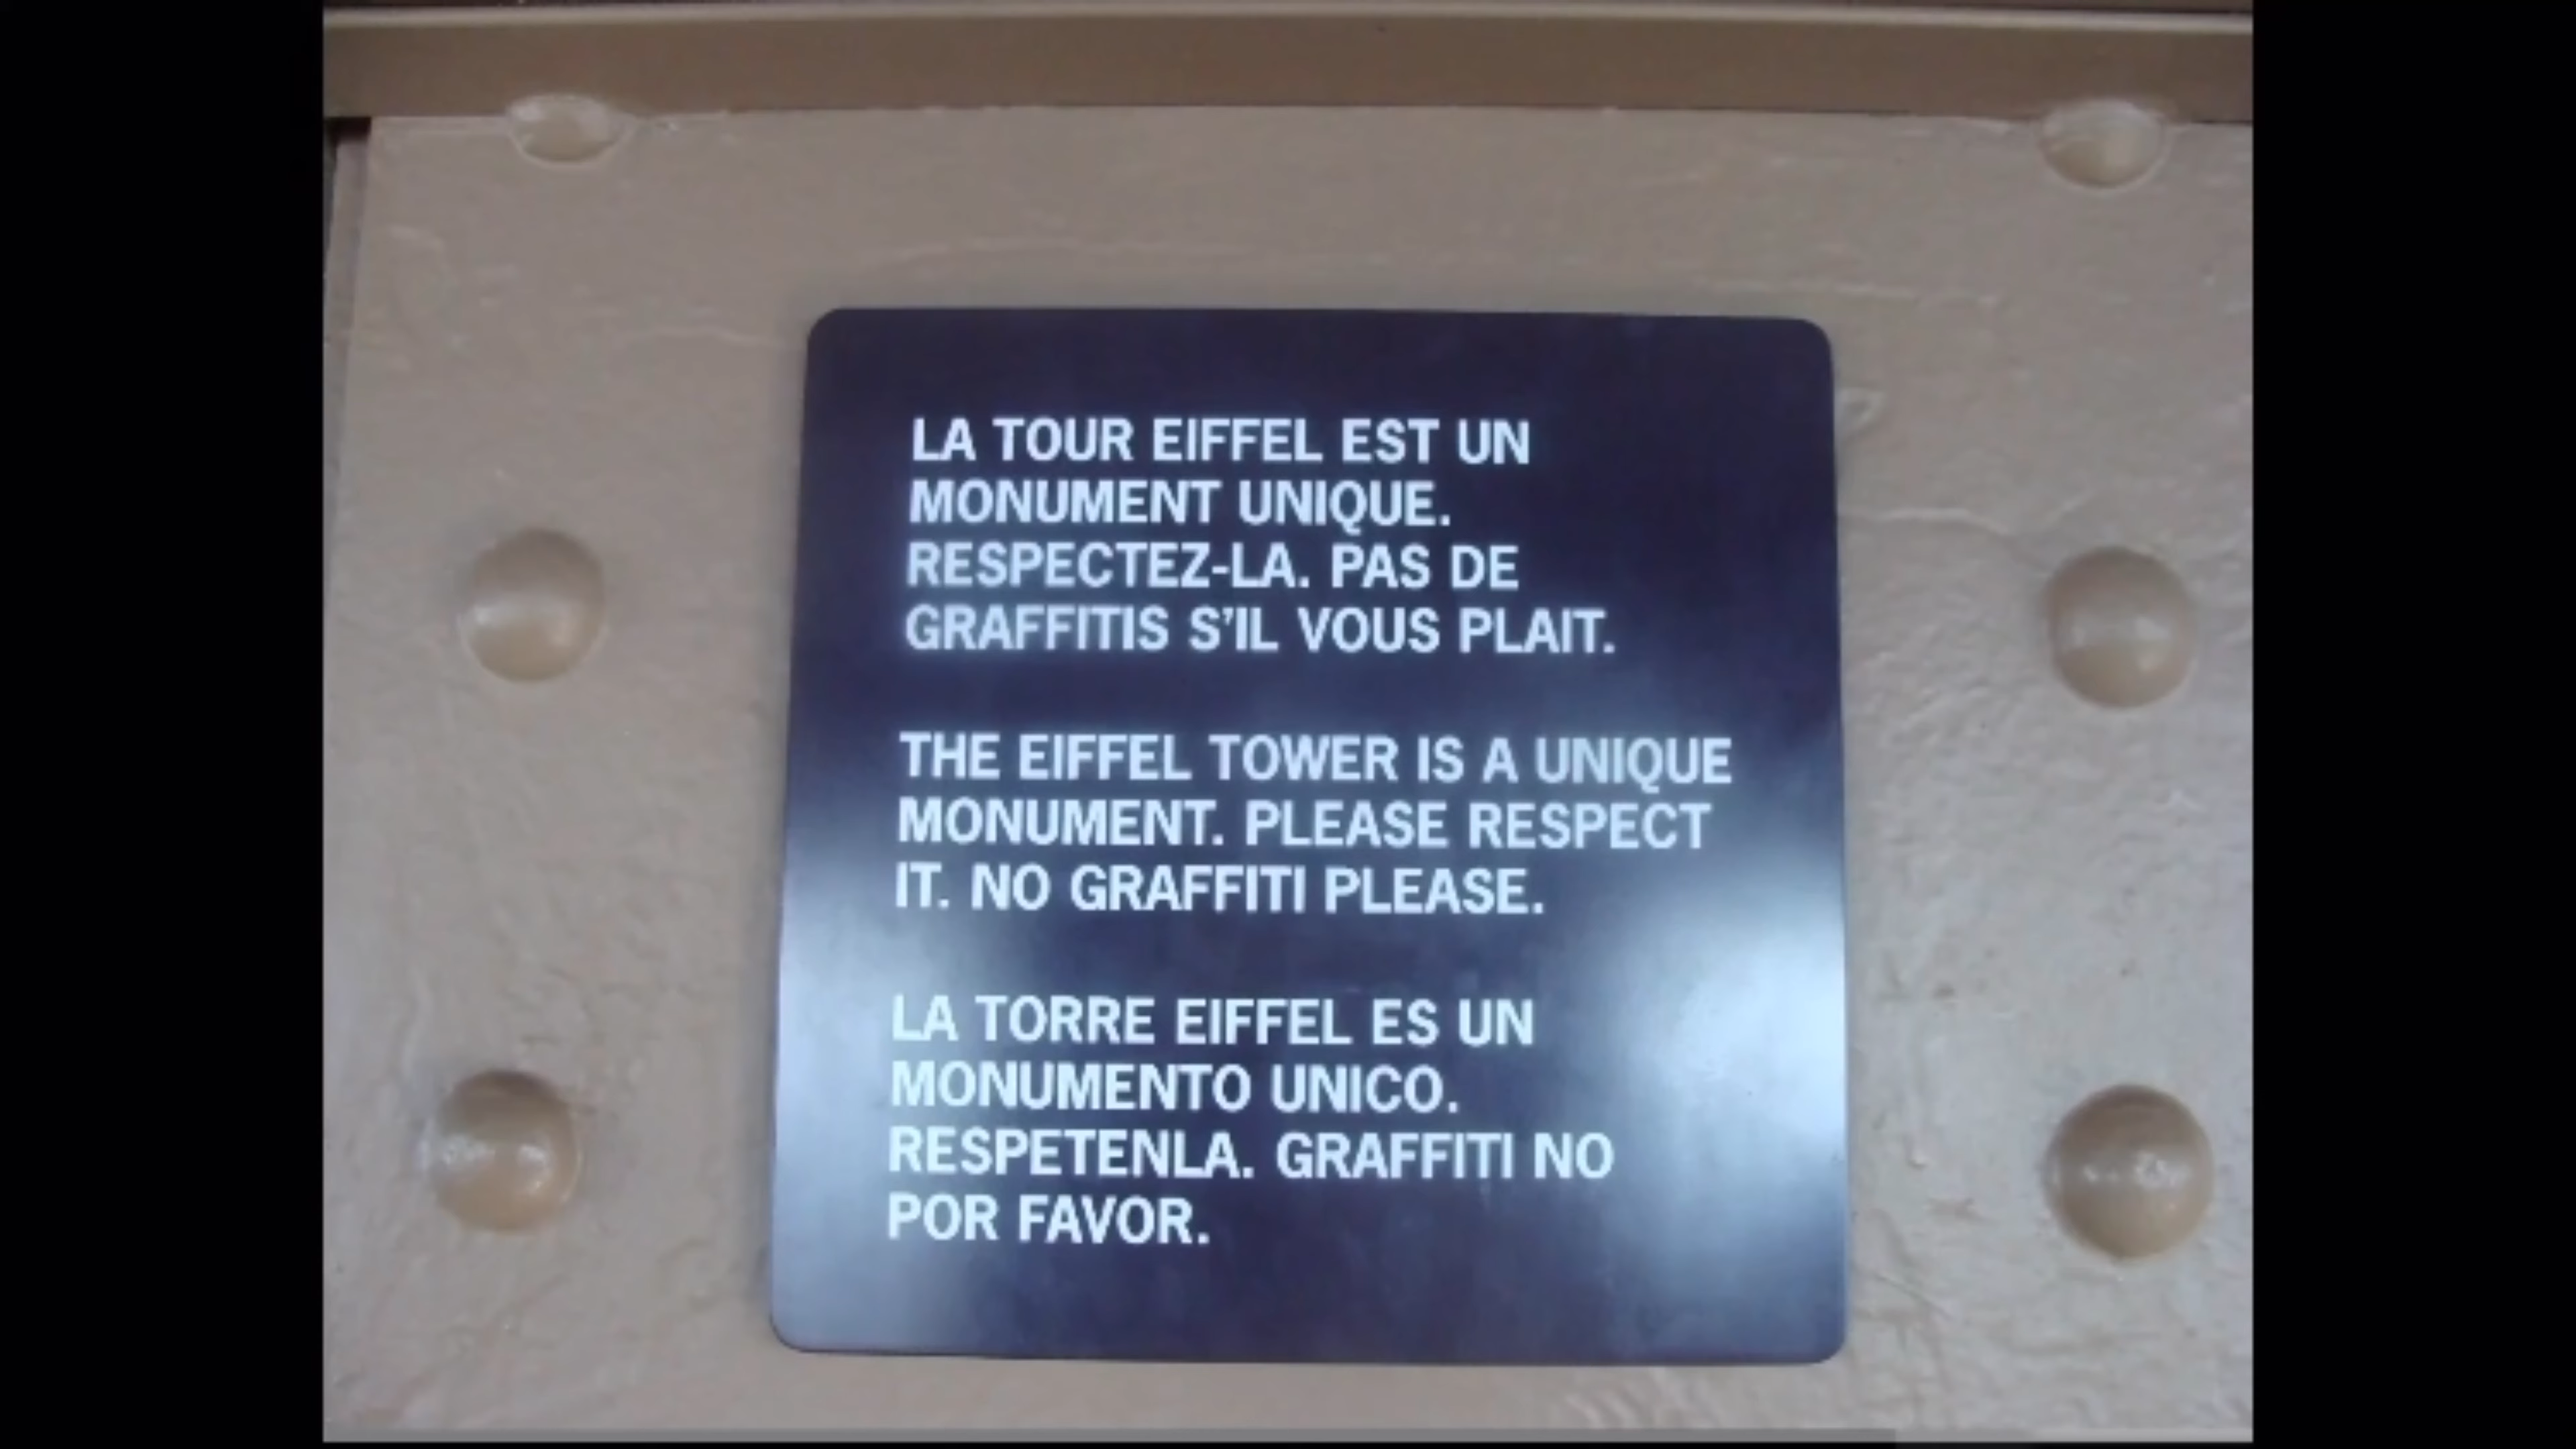 LA TOUR EIFFEL EST UN
MONUMENT UNIQUE.
RESPECTEZ-LA. PAS DE
GRAFFITIS S'IL VOUS PLAIT.
THE EIFFEL TOWER IS A UNIQUE
MONUMENT. PLEASE RESPECT
IT. NO GRAFFITI PLEASE.
LA TORRE EIFFEL ES UN
MONUMENTO UNICO.
RESPETENLA. GRAFFITI NO
POR FAVOR.